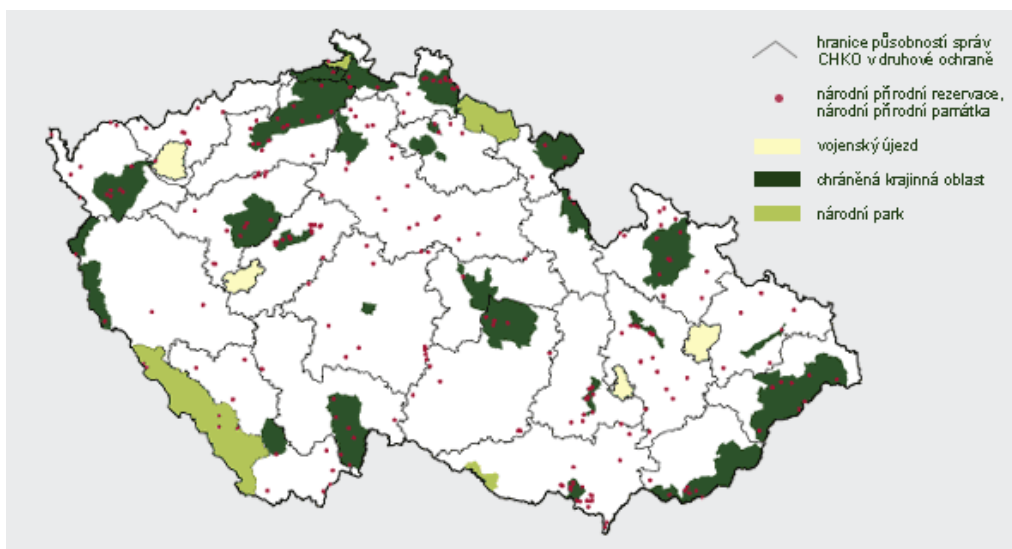 hranice působností správ
CHKO v druhové ochraně
národní přírodní rezervace,
národní přírodní památka
vojenský újezd
chráněná krajinná oblast
národní park